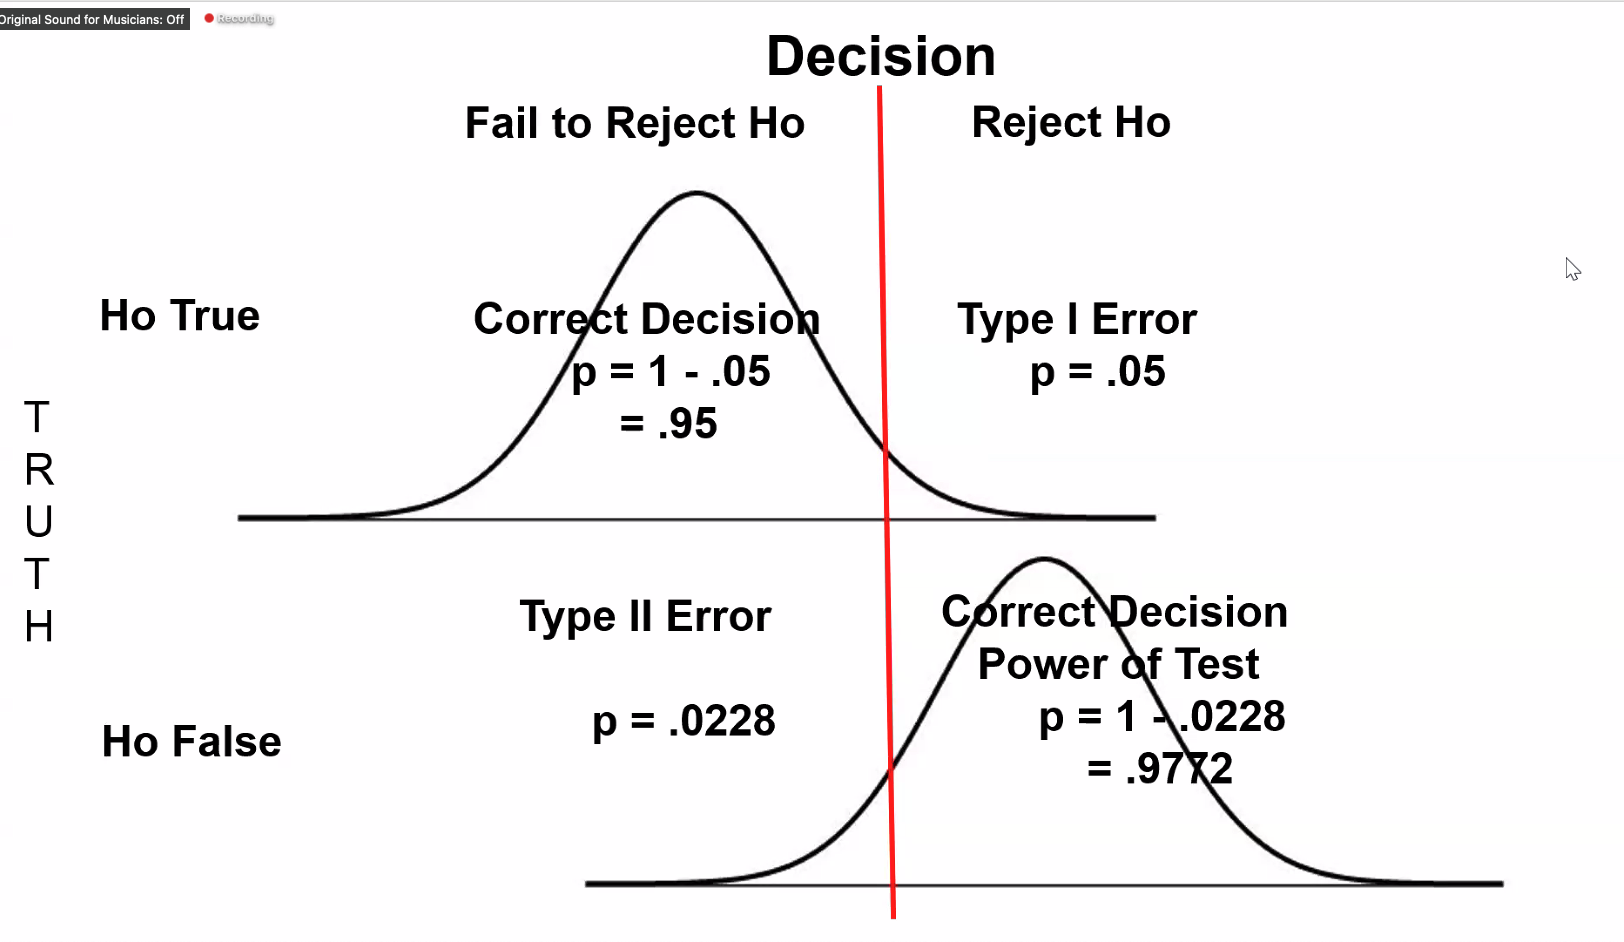 Original Sound for Musicians: Off
Recording
Decision
Fail to Reject Ho
Reject Ho
Ho True
Correct Decision
p = 1 - .05
= .95
Type I Error
p = .05
T
R
U
T
H
Ho False
Type II Error
p = .0228
Correct Decision
Power of Test
p = 1 - .0228
= .9772